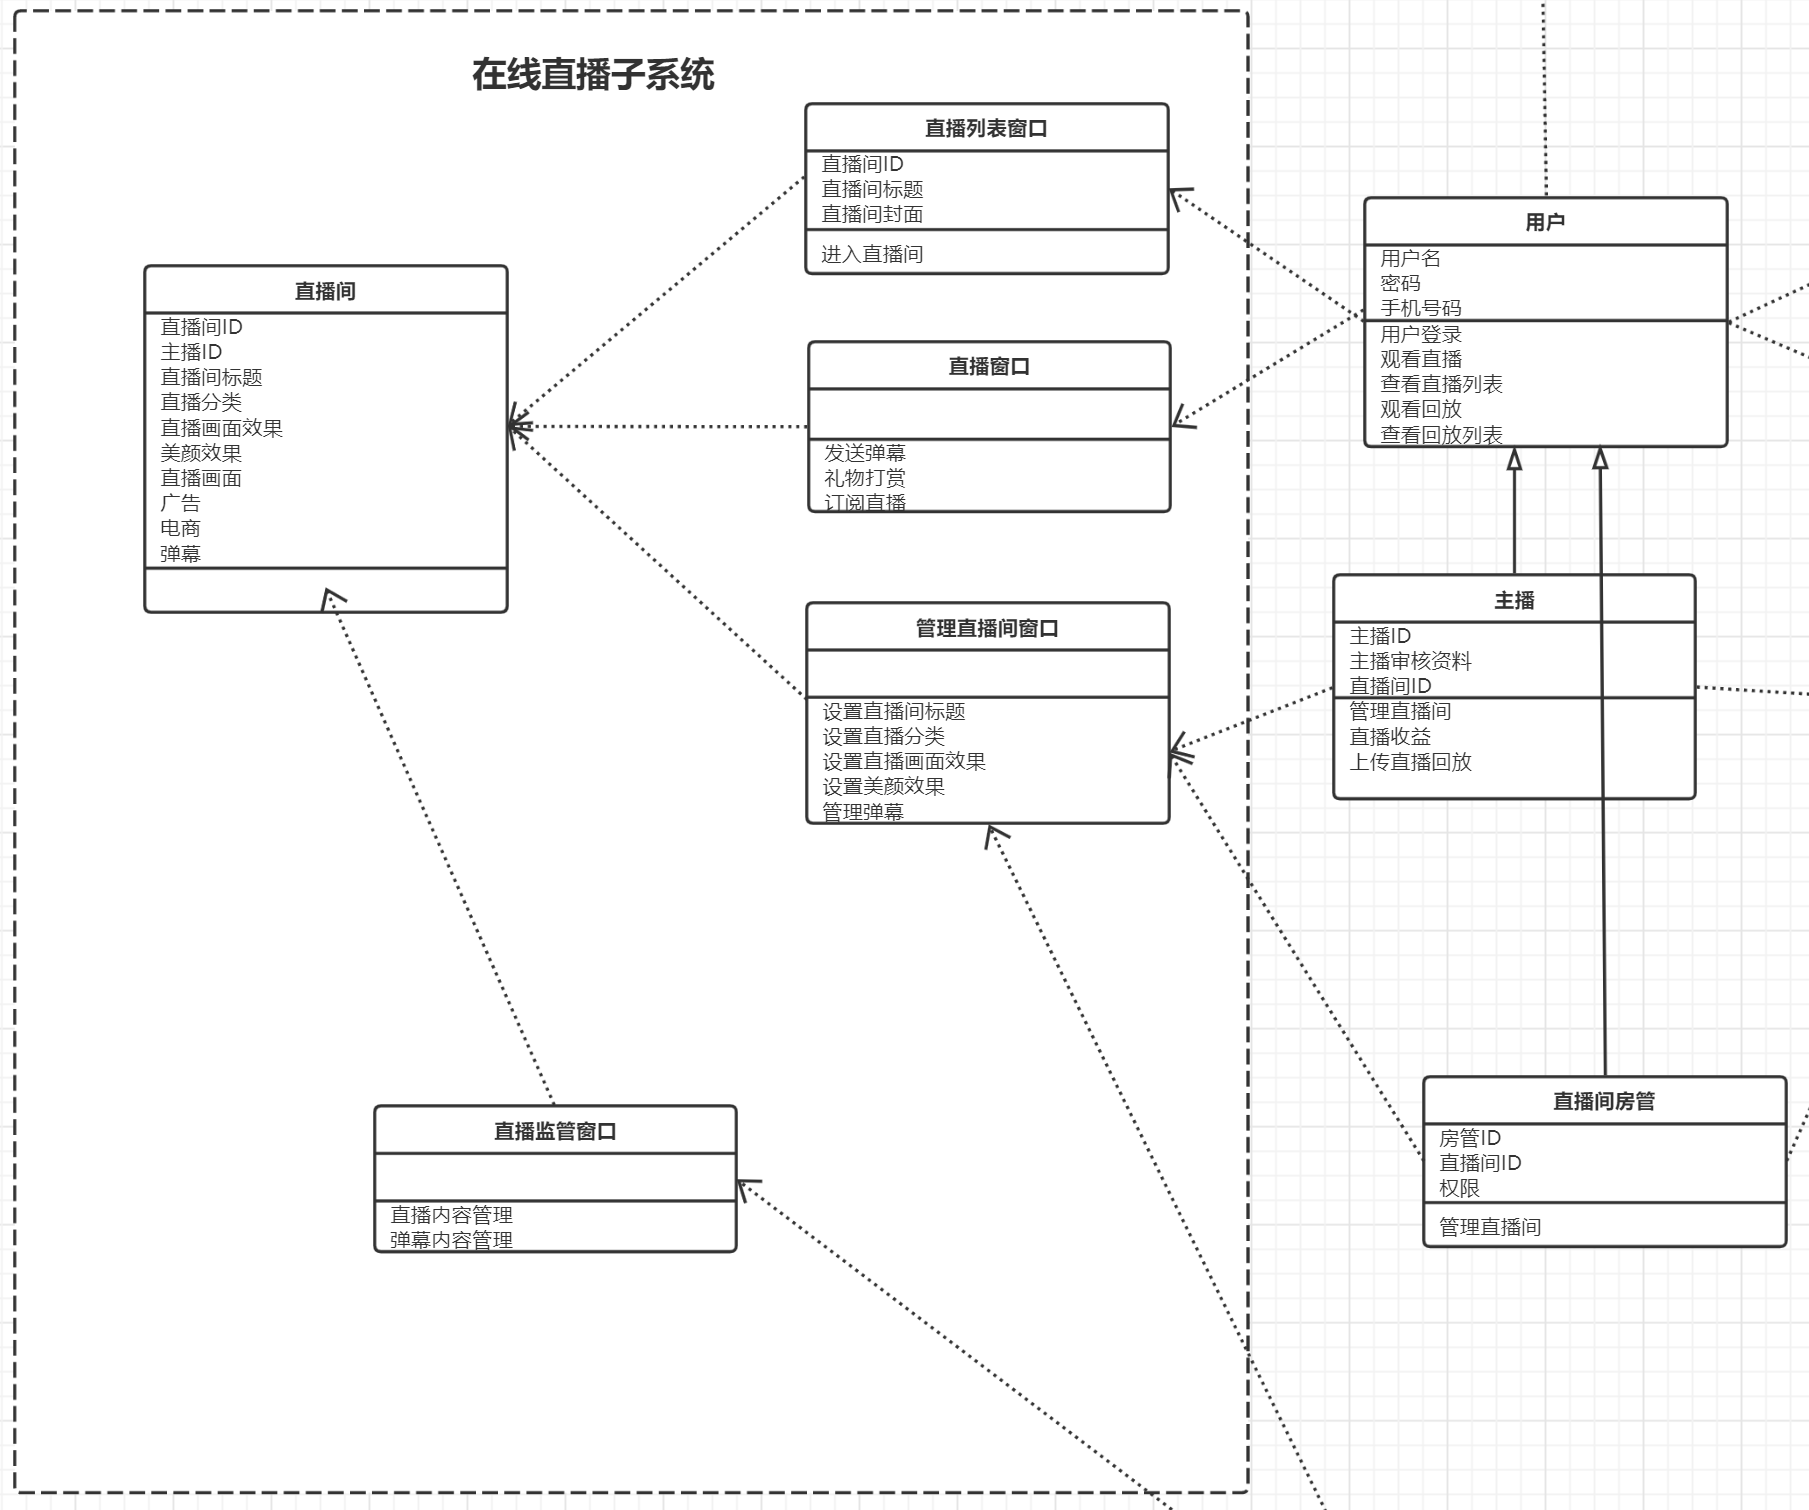 在线直播子系统
直播列表窗口
直播间ID
直播间标题
直播间封面
进入直播间
用户
用户名
密码
手机号码
用户登录
观看直播
查看直播列表
观看回放
查看回放列表
直播间
直播间ID
主播ID
直播间标题
直播分类
直播画面效果
美颜效果
直播画面
广告
电商
弹幕
直播窗口
发送弹幕
礼物打赏
订阅直播
管理直播间窗口
设置直播间标题
设置直播分类
设置直播画面效果
设置美颜效果
管理弹幕
主播
主播ID
主播审核资料
直播间ID
管理直播间
直播收益
上传直播回放
直播监管窗口
直播内容管理
弹幕内容管理
直播间房管
房管ID
直播间ID
权限
管理直播间